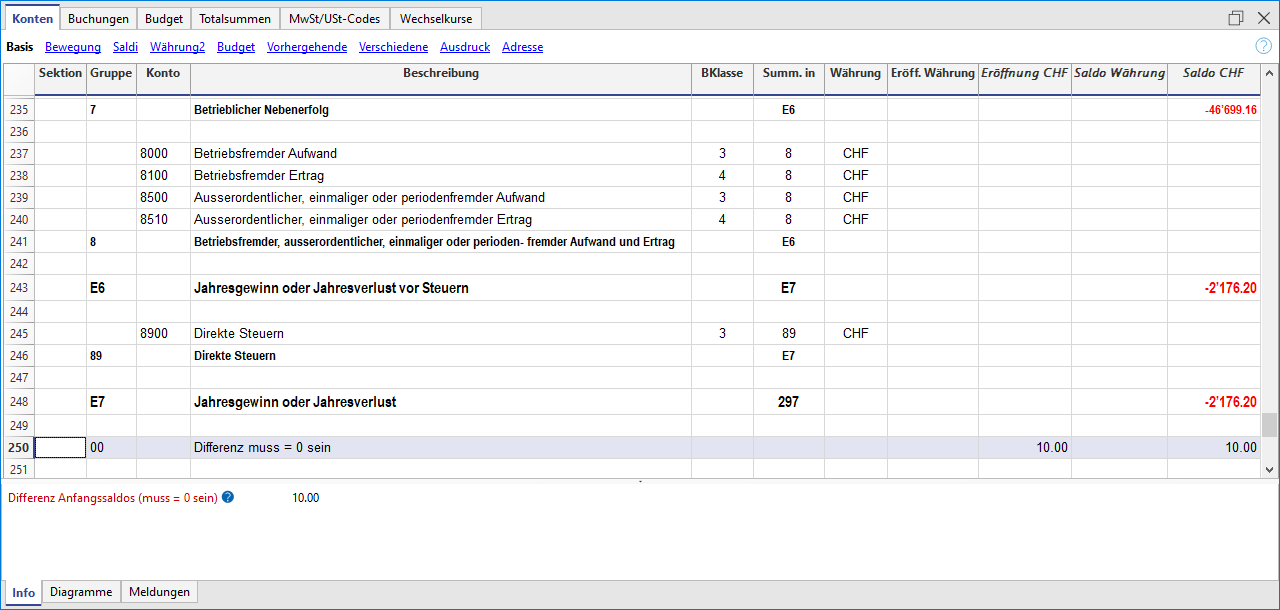 Konten Buchungen Budget Totalsummen MwSt/USt-Codes Wechselkurse
Basis Bewegung Saldi Währung2 Budget Vorhergehende Verschiedene Ausdruck Adresse ?
Sektion Gruppe Konto Beschreibung BKlasse Summ. in Währung Eröff. Währung Eröffnung CHF Saldo Währung Saldo CHF
235 7 Betrieblicher Nebenerfolg E6 -46'699.16
236
237 8000 Betriebsfremder Aufwand 3 8 CHF
238 8100 Betriebsfremder Ertrag 4 8 CHF
239 8500 Ausserordentlicher, einmaliger oder periodenfremder Aufwand 3 8 CHF
240 8510 Ausserordentlicher, einmaliger oder periodenfremder Ertrag 4 8 CHF
241 8 Betriebsfremder, ausserordentlicher, einmaliger oder perioden- fremder Aufwand und Ertrag E6
242
243 E6 Jahresgewinn oder Jahresverlust vor Steuern E7 -2'176.20
244
245 8900 Direkte Steuern 3 89 CHF
246 89 Direkte Steuern E7
247
248 E7 Jahresgewinn oder Jahresverlust 297 -2'176.20
249
250 00 Differenz muss = 0 sein 10.00 10.00
251
Differenz Anfangssaldos (muss = 0 sein) ? 10.00
Info Diagramme Meldungen